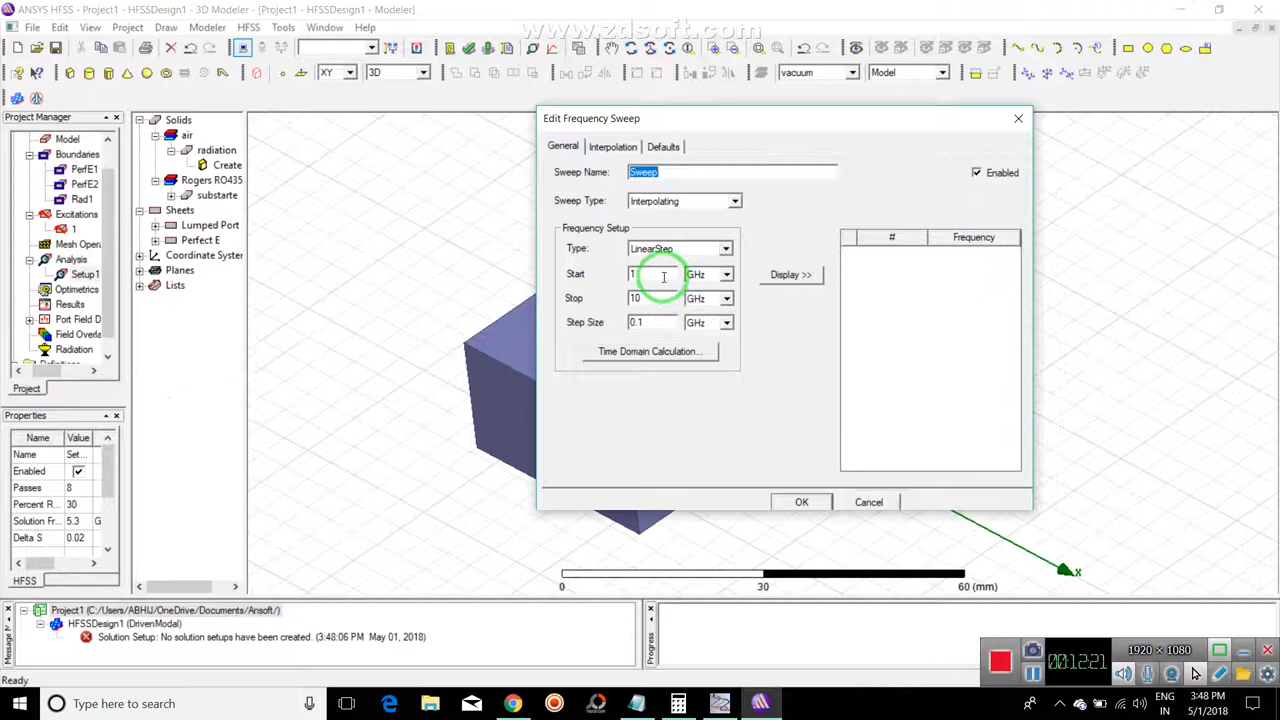 ANSYS HFSS - Project1 - HFSSDesign1 - 3D Modeler - [Project1 - HFSSDesign1 - Modeler]
www.zdsoft.com
File Edit View Project Draw Modeler HFSS Tools Window Help
XY 3D vacuum Model
Project Manager
Model
Boundaries
PerfE1
PerfE2
Rad1
Excitations
1
Mesh Opera
Analysis
Setup1
Optimetrics
Results
Port Field D
Field Overla
Radiation
Project
Solids
air
radiation
Create
Rogers RO435
substarte
Sheets
Lumped Port
Perfect E
Coordinate System
Planes
Lists
Edit Frequency Sweep
General Interpolation Defaults
Sweep Name: Sweep
Enabled
Sweep Type: Interpolating
Frequency Setup
Type: LinearStep
Start 1 GHz
Stop 10 GHz
Step Size 0.1 GHz
Time Domain Calculation...
Display >>
# Frequency
OK Cancel
Properties
Name Value
Name Set...
Enabled
Passes 8
Percent R 30
Solution Fr... 5.3 G
Delta S 0.02
HFSS
0 30 60 (mm)
x
Message M
Project1 (C:/Users/ABHIJ/OneDrive/Documents/Ansoft/)
HFSSDesign1 (DrivenModal)
Solution Setup: No solution setups have been created. (3:48:06 PM May 01, 2018)
Progress
Ready
00:12:21
1920 × 1080
Type here to search
ENG
IN
3:48 PM
5/1/2018